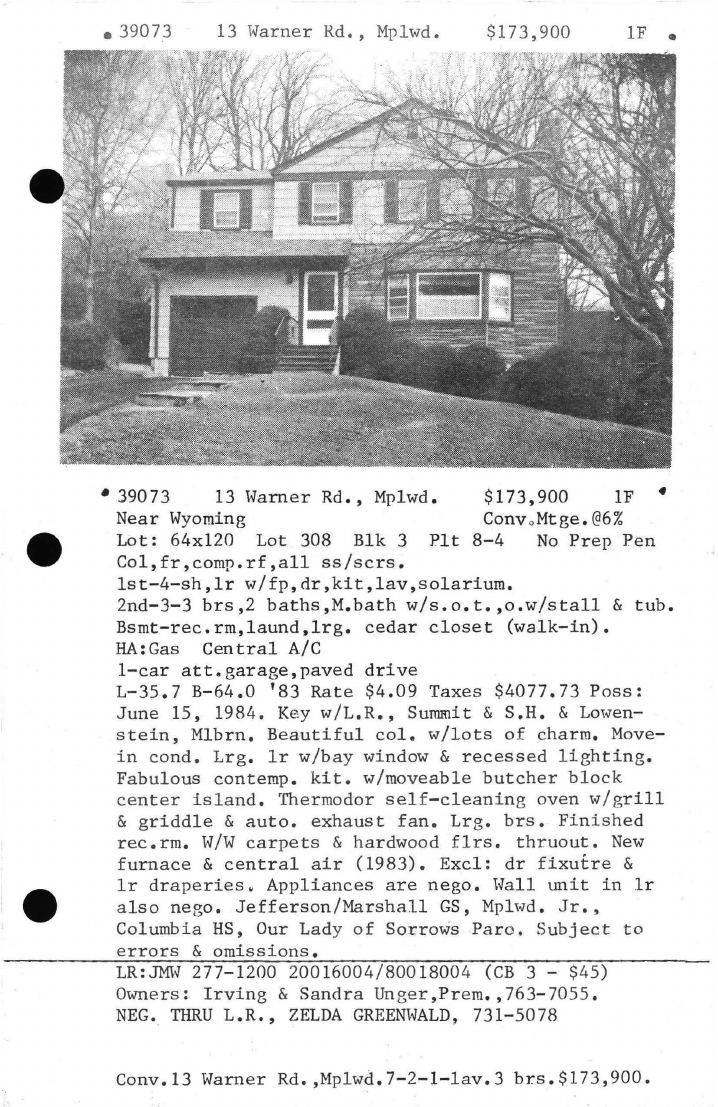 39073 13 Warner Rd., Mplwd. $173,900 1F
39073 13 Warner Rd., Mplwd. $173,900 1F
Near Wyoming Conv.Mtge.@6%
Lot: 64x120 Lot 308 Blk 3 Plt 8-4 No Prep Pen
Col,fr,comp.rf,all ss/scrs.
1st-4-sh,lr w/fp,dr,kit,lav,solarium.
2nd-3-3 brs,2 baths,M.bath w/s.o.t.,o.w/stall & tub.
Bsmt-rec.rm,laund,lrg. cedar closet (walk-in).
HA:Gas Central A/C
1-car att.garage,paved drive
L-35.7 B-64.0 '83 Rate $4.09 Taxes $4077.73 Poss:
June 15, 1984. Key w/L.R., Summit & S.H. & Lowen-
stein, Mlbrn. Beautiful col. w/lots of charm. Move-
in cond. Lrg. lr w/bay window & recessed lighting.
Fabulous contemp. kit. w/moveable butcher block
center island. Thermodor self-cleaning oven w/grill
& griddle & auto. exhaust fan. Lrg. brs. Finished
rec.rm. W/W carpets & hardwood flrs. thruout. New
furnace & central air (1983). Excl: dr fixutre &
lr draperies. Appliances are nego. Wall unit in lr
also nego. Jefferson/Marshall GS, Mplwd. Jr.,
Columbia HS, Our Lady of Sorrows Paro. Subject to
errors & omissions.
LR:JMW 277-1200 20016004/80018004 (CB 3 - $45)
Owners: Irving & Sandra Unger,Prem.,763-7055.
NEG. THRU L.R., ZELDA GREENWALD, 731-5078
Conv.13 Warner Rd.,Mplwd.7-2-1-lav.3 brs.$173,900.